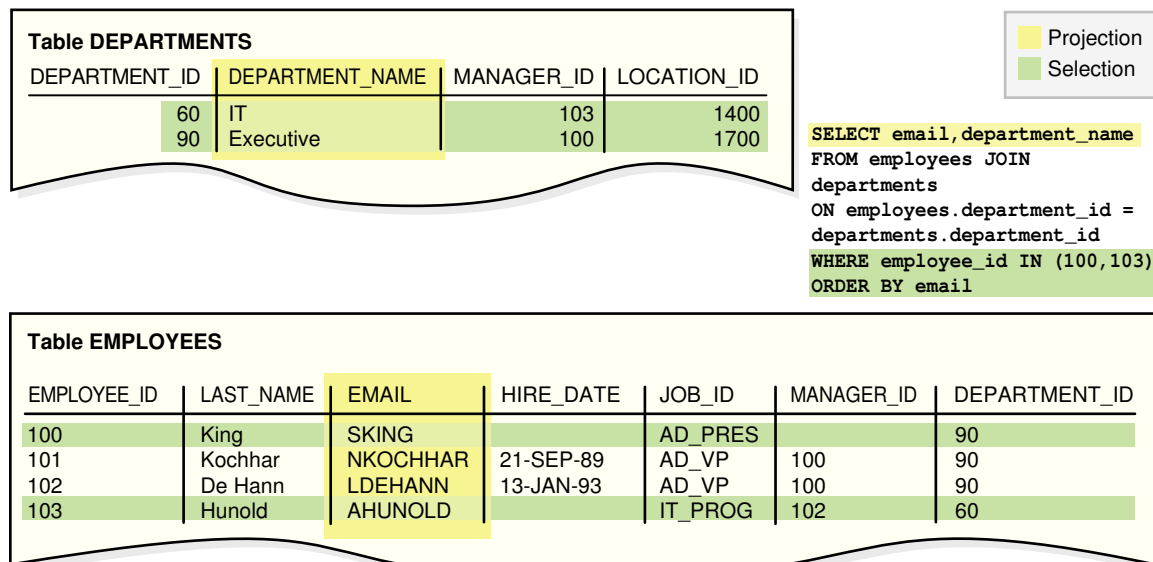 Table DEPARTMENTS
DEPARTMENT_ID DEPARTMENT_NAME MANAGER_ID LOCATION_ID
60 IT 103 1400
90 Executive 100 1700
Projection
Selection
SELECT email,department_name
FROM employees JOIN
departments
ON employees.department_id =
departments.department_id
WHERE employee_id IN (100,103)
ORDER BY email
Table EMPLOYEES
EMPLOYEE_ID LAST_NAME EMAIL HIRE_DATE JOB_ID MANAGER_ID DEPARTMENT_ID
100 King SKING AD_PRES 90
101 Kochhar NKOCHHAR 21-SEP-89 AD_VP 100 90
102 De Hann LDEHANN 13-JAN-93 AD_VP 100 90
103 Hunold AHUNOLD IT_PROG 102 60